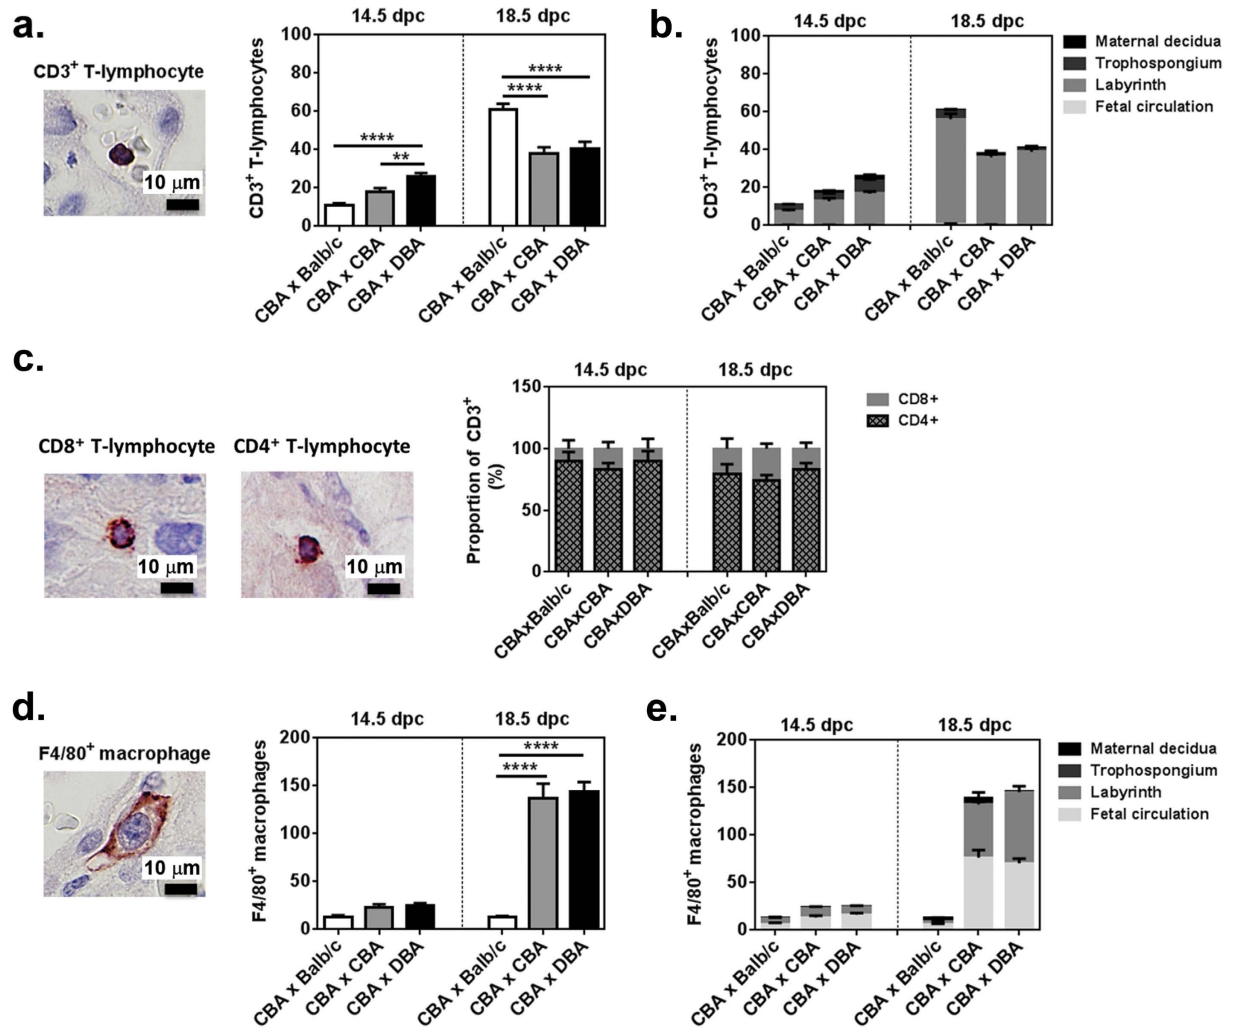 a.
CD3+ T-lymphocyte
10 μm
14.5 dpc 18.5 dpc
CD3+ T-lymphocytes
100
80
60
40
20
0
**** ** **** ****
CBA x Balb/c
CBA x CBA
CBA x DBA
CBA x Balb/c
CBA x CBA
CBA x DBA
b.
14.5 dpc 18.5 dpc
CD3+ T-lymphocytes
100
80
60
40
20
0
CBA x Balb/c
CBA x CBA
CBA x DBA
CBA x Balb/c
CBA x CBA
CBA x DBA
Maternal decidua
Trophospongium
Labyrinth
Fetal circulation
c.
CD8+ T-lymphocyte CD4+ T-lymphocyte
10 μm 10 μm
14.5 dpc 18.5 dpc
Proportion of CD3+
(%)
150
100
50
0
CBAxBalb/c
CBAxCBA
CBAxDBA
CBAxBalb/c
CBAxCBA
CBAxDBA
CD8+
CD4+
d.
F4/80+ macrophage
10 μm
14.5 dpc 18.5 dpc
F4/80+ macrophages
200
150
100
50
0
****
****
CBA x Balb/c
CBA x CBA
CBA x DBA
CBA x Balb/c
CBA x CBA
CBA x DBA
e.
14.5 dpc 18.5 dpc
F4/80+ macrophages
200
150
100
50
0
CBA x Balb/c
CBA x CBA
CBA x DBA
CBA x Balb/c
CBA x CBA
CBA x DBA
Maternal decidua
Trophospongium
Labyrinth
Fetal circulation